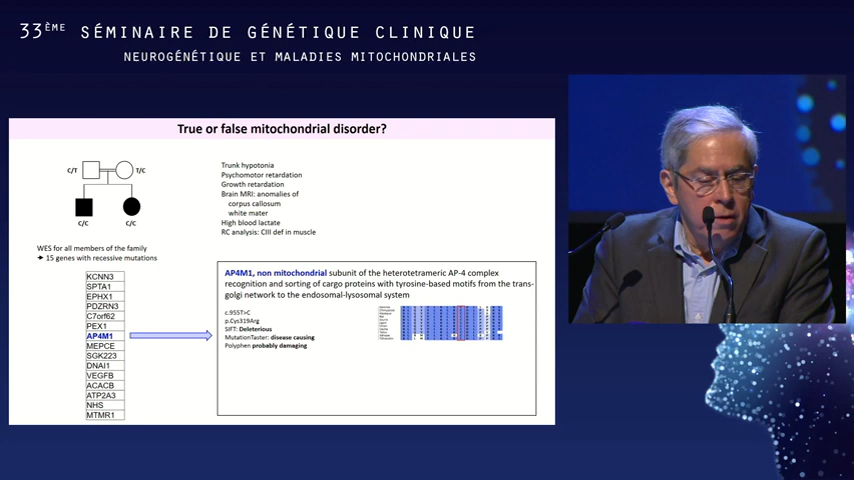 33ÈME SÉMINAIRE DE GÉNÉTIQUE CLINIQUE
NEUROGÉNÉTIQUE ET MALADIES MITOCHONDRIALES
True or false mitochondrial disorder?
C/T
T/C
C/C
C/C
Trunk hypotonia
Psychomotor retardation
Growth retardation
Brain MRI: anomalies of
corpus callosum
white mater
High blood lactate
RC analysis: CIII def in muscle
WES for all members of the family
➔ 15 genes with recessive mutations
KCNN3
SPTA1
EPHX1
PDZRN3
C7orf62
PEX1
AP4M1
MEPCE
SGK223
DNAI1
VEGFB
ACACB
ATP2A3
NHS
MTMR1
AP4M1, non mitochondrial subunit of the heterotetrameric AP-4 complex
recognition and sorting of cargo proteins with tyrosine-based motifs from the trans-
golgi network to the endosomal-lysosomal system
c.955T>C
p.Cys319Arg
SIFT: Deleterious
MutationTaster: disease causing
Polyphen probably damaging